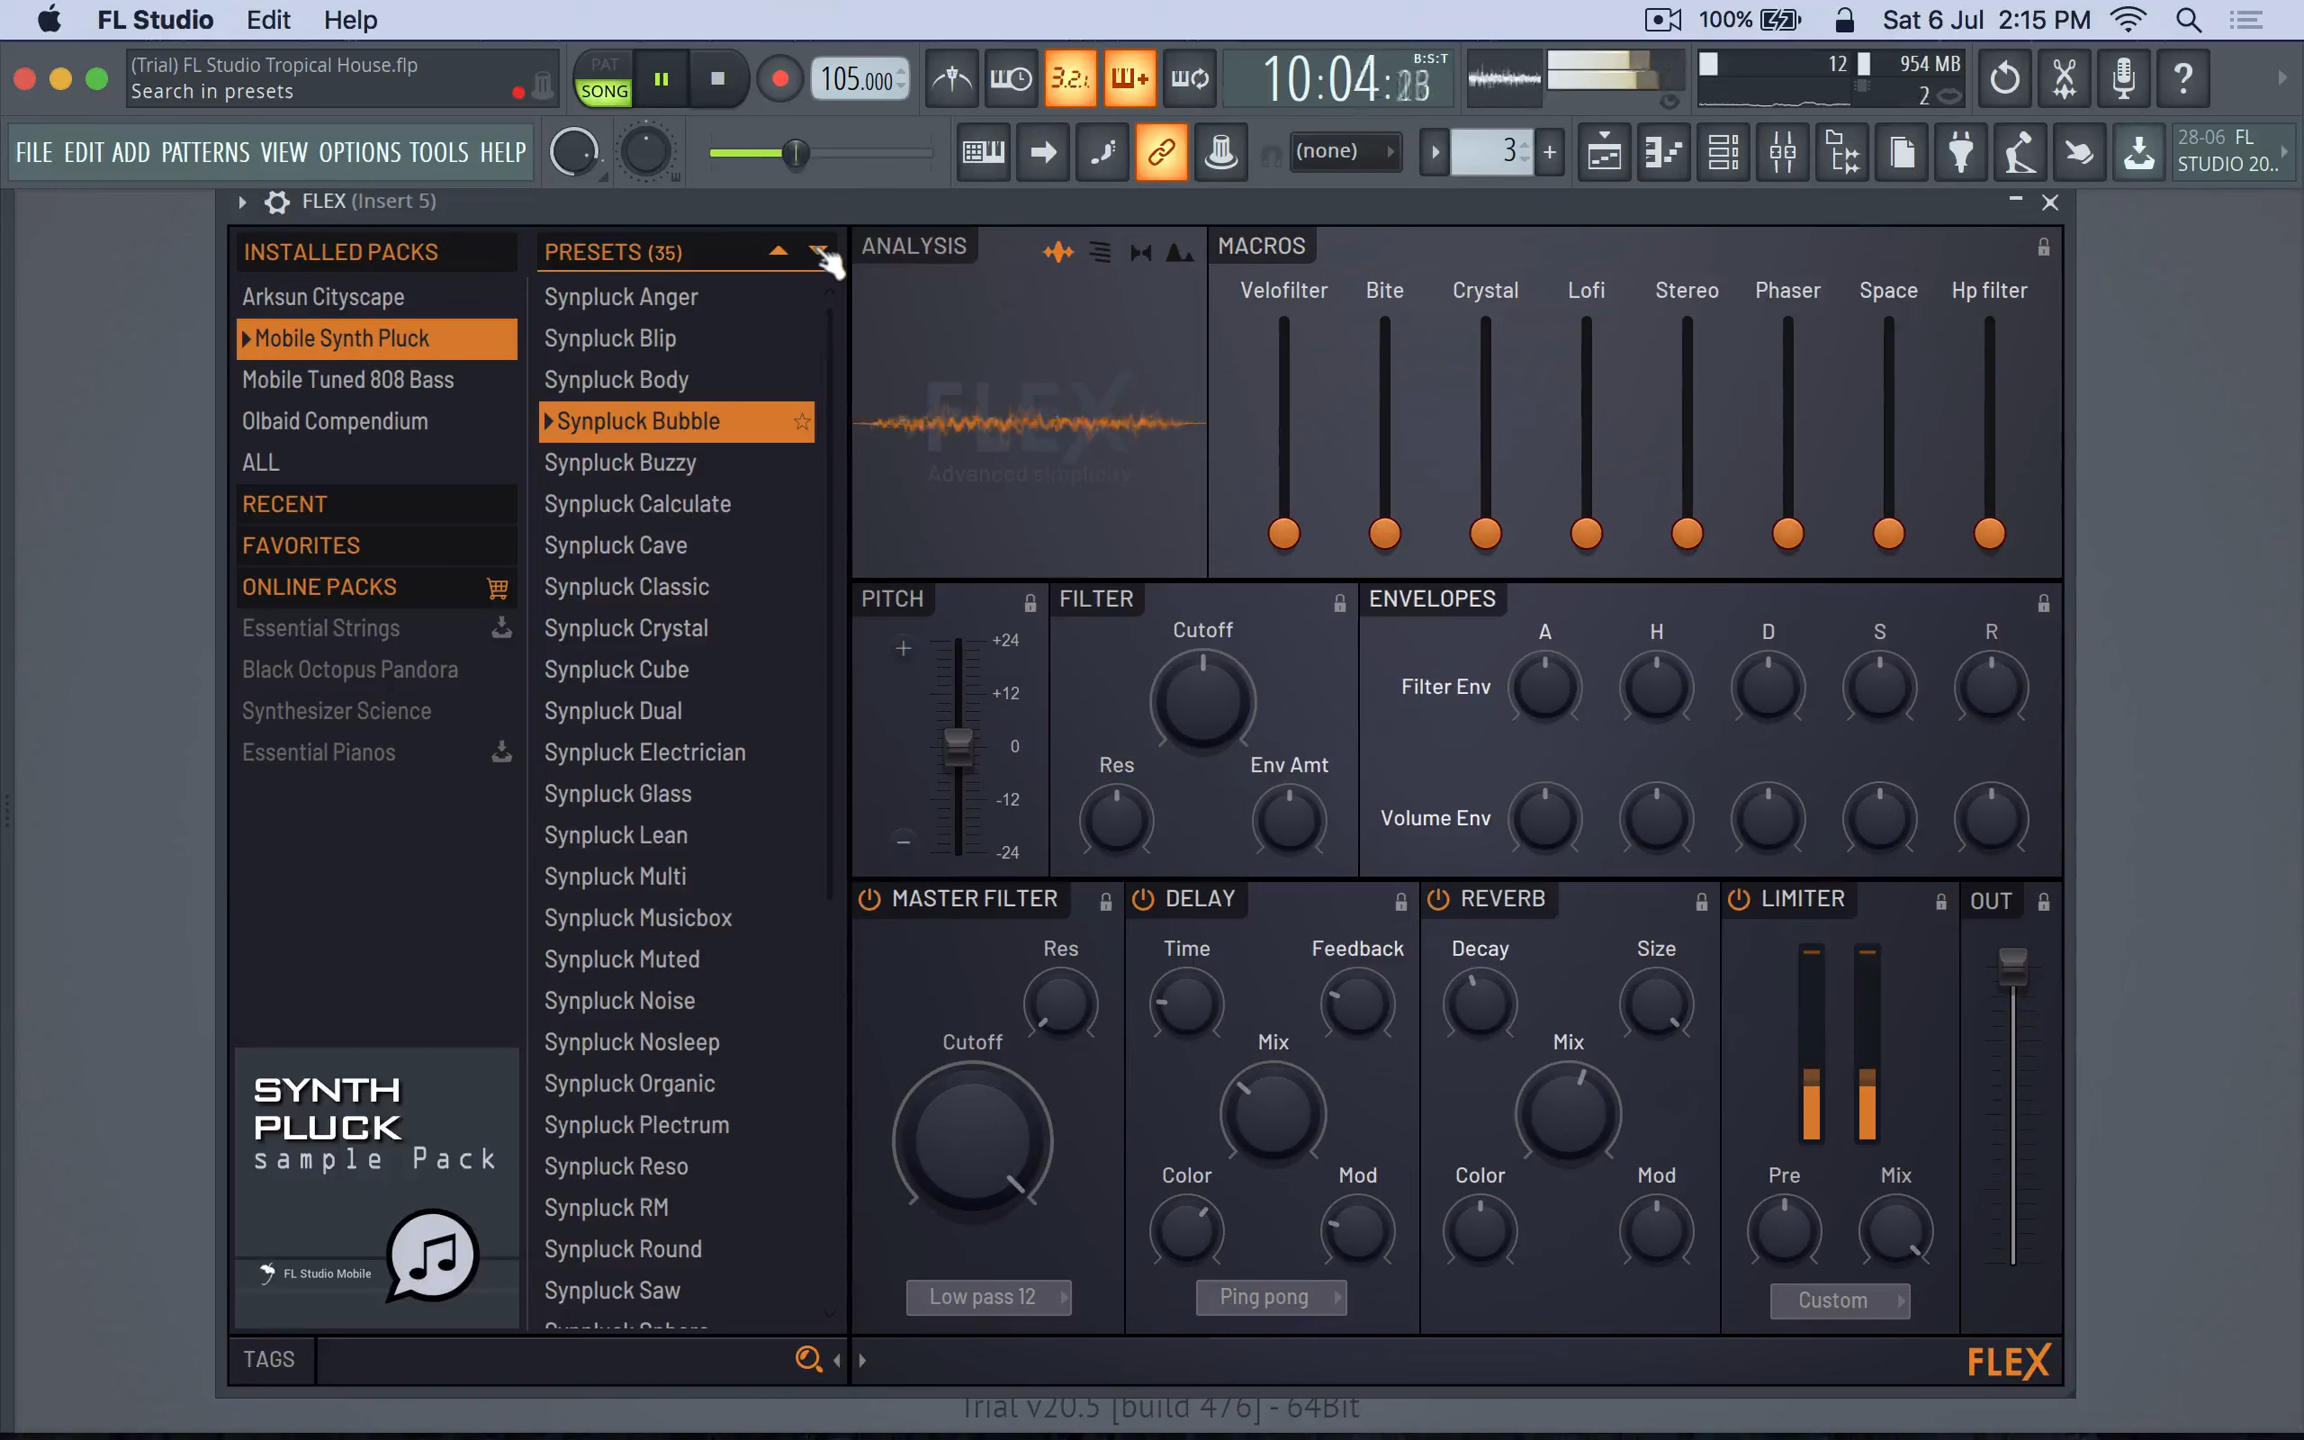 FL Studio Edit Help
100% Sat 6 Jul 2:15 PM
(Trial) FL Studio Tropical House.flp
Search in presets
PAT
SONG
105.000
3.2.
B:S:T
12
954 MB
2
FILE EDIT ADD PATTERNS VIEW OPTIONS TOOLS HELP
(none)
3
28-06 FL
STUDIO 20..
FLEX (Insert 5)
INSTALLED PACKS
Arksun Cityscape
Mobile Synth Pluck
Mobile Tuned 808 Bass
Olbaid Compendium
ALL
RECENT
FAVORITES
ONLINE PACKS
Essential Strings
Black Octopus Pandora
Synthesizer Science
Essential Pianos
SYNTH
PLUCK
sample Pack
FL Studio Mobile
TAGS
PRESETS (35)
Synpluck Anger
Synpluck Blip
Synpluck Body
Synpluck Bubble
Synpluck Buzzy
Synpluck Calculate
Synpluck Cave
Synpluck Classic
Synpluck Crystal
Synpluck Cube
Synpluck Dual
Synpluck Electrician
Synpluck Glass
Synpluck Lean
Synpluck Multi
Synpluck Musicbox
Synpluck Muted
Synpluck Noise
Synpluck Nosleep
Synpluck Organic
Synpluck Plectrum
Synpluck Reso
Synpluck RM
Synpluck Round
Synpluck Saw
ANALYSIS
FLEX
Advanced simplicity
MACROS
Velofilter Bite Crystal Lofi Stereo Phaser Space Hp filter
PITCH
+24
+12
0
-12
-24
FILTER
Cutoff
Res Env Amt
ENVELOPES
A H D S R
Filter Env
Volume Env
MASTER FILTER
Res
Cutoff
Low pass 12
DELAY
Time Feedback
Mix
Color Mod
Ping pong
REVERB
Decay Size
Mix
Color Mod
LIMITER
Pre Mix
Custom
OUT
FLEX
Trial v20.5 [build 476] - 64Bit